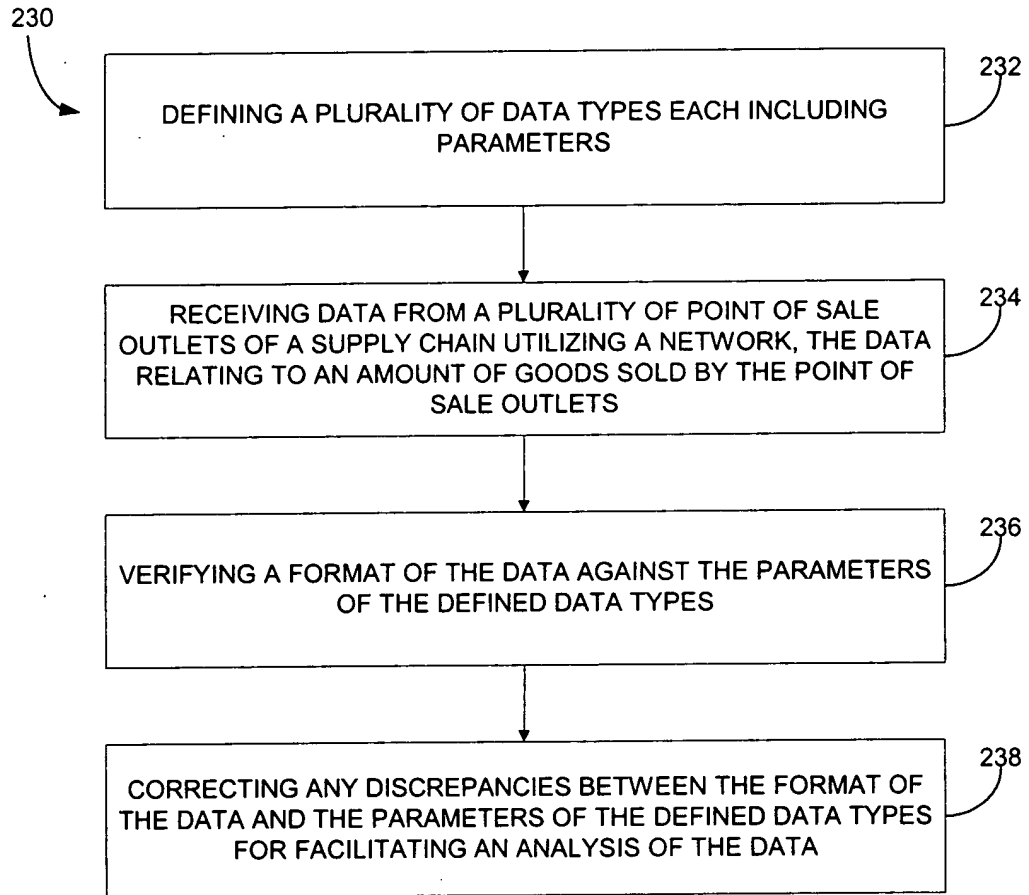 230
232
DEFINING A PLURALITY OF DATA TYPES EACH INCLUDING
PARAMETERS
234
RECEIVING DATA FROM A PLURALITY OF POINT OF SALE
OUTLETS OF A SUPPLY CHAIN UTILIZING A NETWORK, THE DATA
RELATING TO AN AMOUNT OF GOODS SOLD BY THE POINT OF
SALE OUTLETS
236
VERIFYING A FORMAT OF THE DATA AGAINST THE PARAMETERS
OF THE DEFINED DATA TYPES
238
CORRECTING ANY DISCREPANCIES BETWEEN THE FORMAT OF
THE DATA AND THE PARAMETERS OF THE DEFINED DATA TYPES
FOR FACILITATING AN ANALYSIS OF THE DATA